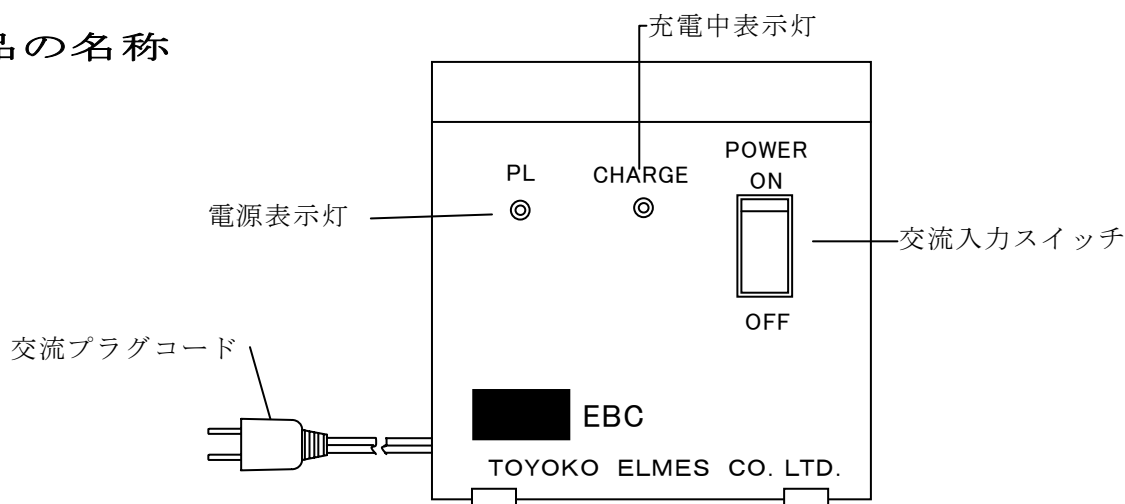 品の名称
充電中表示灯
POWER
PL
CHARGE
ON
電源表示灯
交流入力スイッチ
OFF
交流プラグコード
EBC
TOYOKO ELMES CO. LTD.